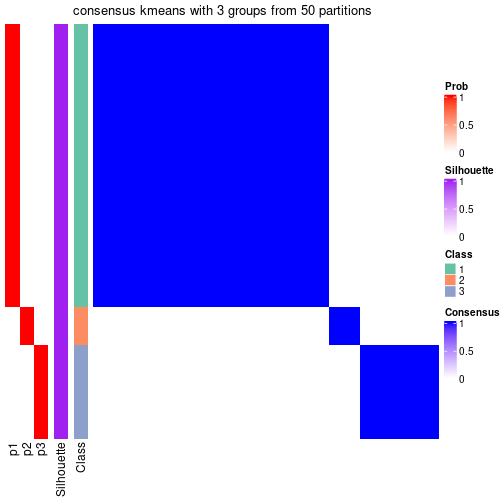 consensus kmeans with 3 groups from 50 partitions
Prob
1
0.5
0
Silhouette
1
0.5
0
Class
1
2
3
Consensus
1
0.5
0
p1
p2
p3
Silhouette
Class